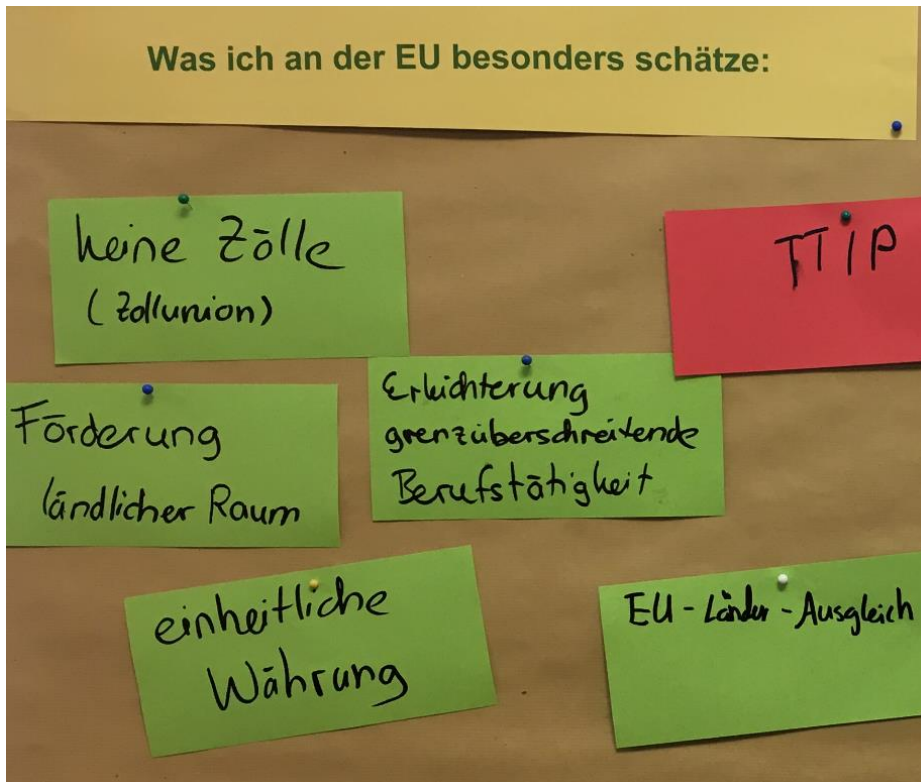 Was ich an der EU besonders schätze:
keine Zölle
(Zollunion)
TTIP
Förderung
ländlicher Raum
Erleichterung
grenzüberschreitende
Berufstätigkeit
einheitliche
Währung
EU-Länder-Ausgleich